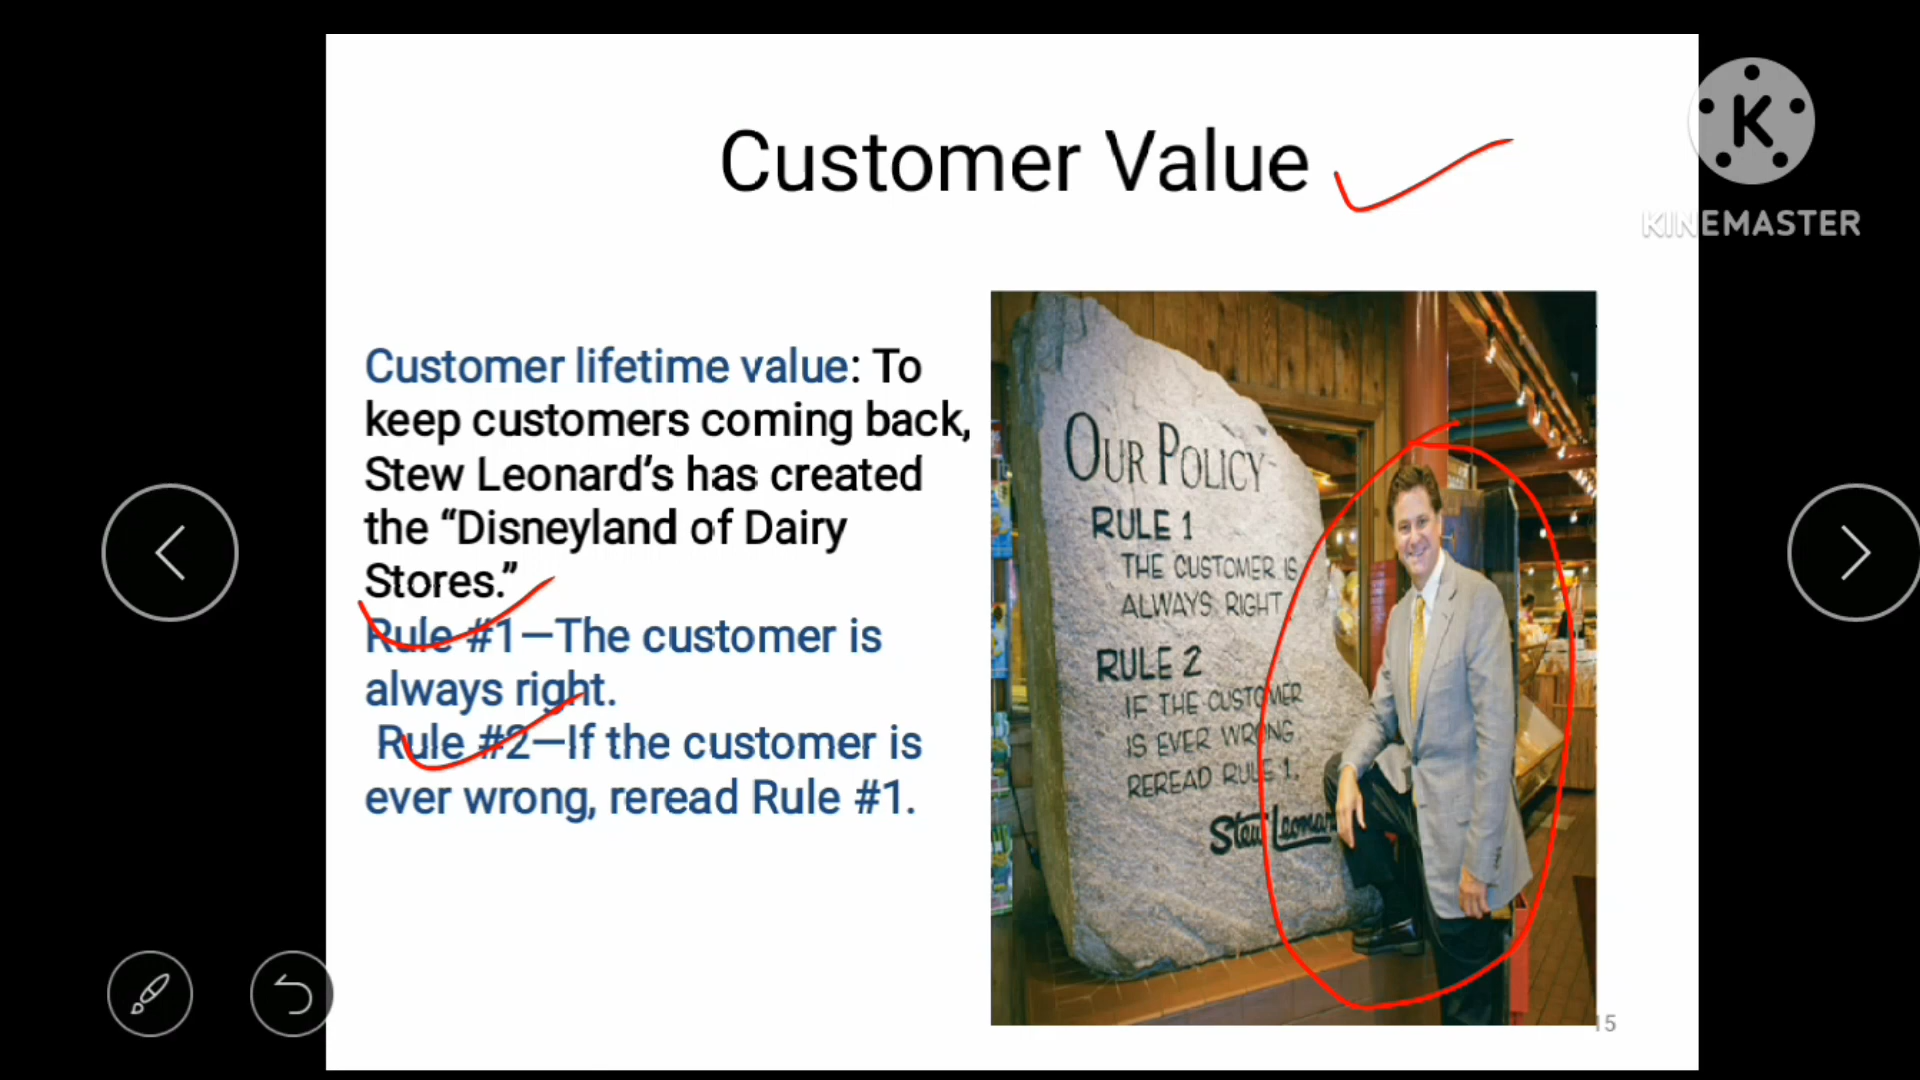 Customer Value
K
KINEMASTER
Customer lifetime value: To
keep customers coming back,
Stew Leonard's has created
the “Disneyland of Dairy
Stores.”
Rule #1—The customer is
always right.
Rule #2—If the customer is
ever wrong, reread Rule #1.
OUR POLICY
RULE 1
THE CUSTOMER IS
ALWAYS RIGHT
RULE 2
IF THE CUSTOMER
IS EVER WRONG
REREAD RULE 1.
Stew Leonard
15